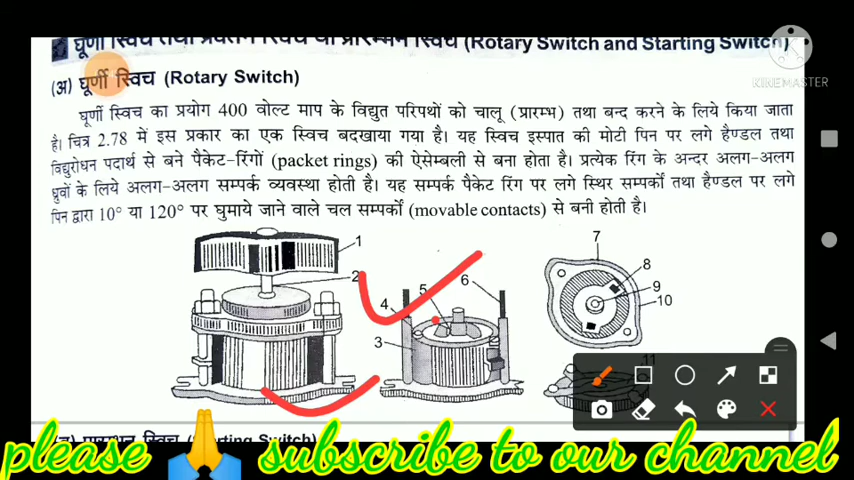 घूर्णी स्विच तथा प्रवर्तन स्विच या प्रारम्भन स्विच (Rotary Switch and Starting Switch)
KINEMASTER
(अ) घूर्णी स्विच (Rotary Switch)
घूर्णी स्विच का प्रयोग 400 वोल्ट माप के विद्युत परिपथों को चालू (प्रारम्भ) तथा बन्द करने के लिये किया जाता
है। चित्र 2.78 में इस प्रकार का एक स्विच बदखाया गया है। यह स्विच इस्पात की मोटी पिन पर लगे हैण्डल तथा
विद्युरोधन पदार्थ से बने पैकेट-रिंगों (packet rings) की ऐसेम्बली से बना होता है। प्रत्येक रिंग के अन्दर अलग-अलग
ध्रुवों के लिये अलग-अलग सम्पर्क व्यवस्था होती है। यह सम्पर्क पैकेट रिंग पर लगे स्थिर सम्पर्कों तथा हैण्डल पर लगे
पिन द्वारा 10° या 120° पर घुमाये जाने वाले चल सम्पर्कों (movable contacts) से बनी होती है।
1
2
3
4
5
6
7
8
9
10
11
स्विच (Starting Switch)
please 🙏 subscribe to our channel